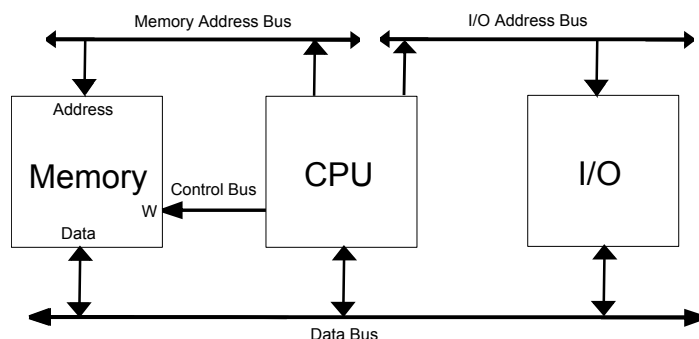 Memory Address Bus
I/O Address Bus
Address
Memory
CPU
I/O
Control Bus
W
Data
Data Bus